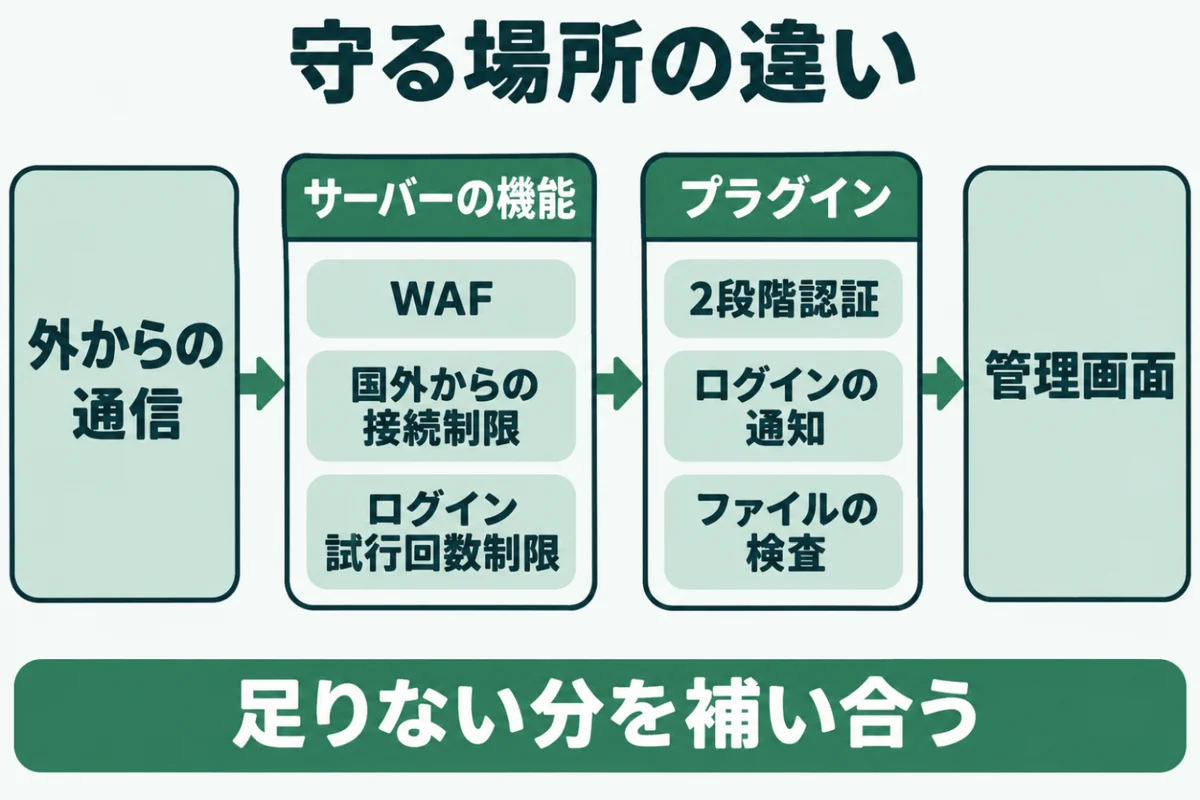 守る場所の違い
外からの
通信
サーバーの機能
WAF
国外からの
接続制限
ログイン
試行回数制限
プラグイン
2段階認証
ログインの
通知
ファイルの
検査
管理画面
足りない分を補い合う